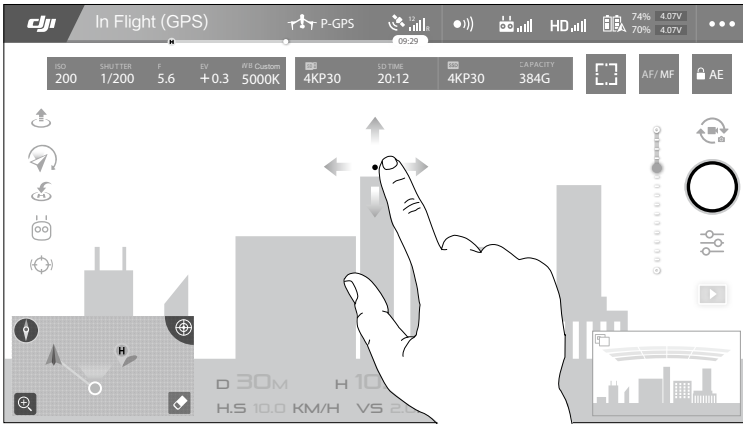 dji In Flight (GPS) P-GPS 12 R HD 74% 4.07V
A 70% 4.07V
H 09:29
ISO SHUTTER F EV WB Custom SD TIME CAPACITY
200 1/200 5.6 +0.3 5000K 4KP30 20:12 4KP30 384G AF/ MF AE
H
D 30M H 10.
H.S 10.0 KM/H VS 2.0